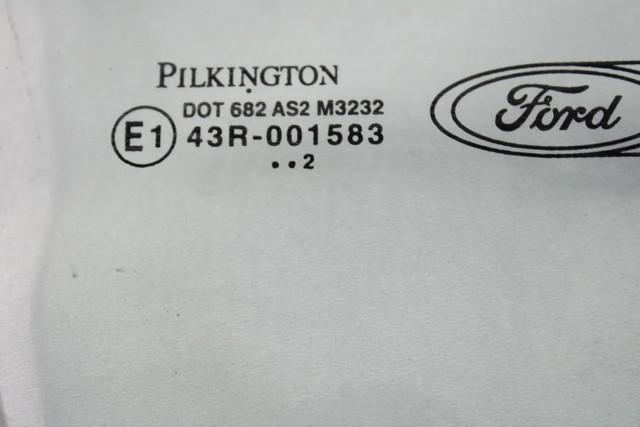 PILKINGTON
DOT 682 AS2 M3232
E1 43R-001583
..2
Ford